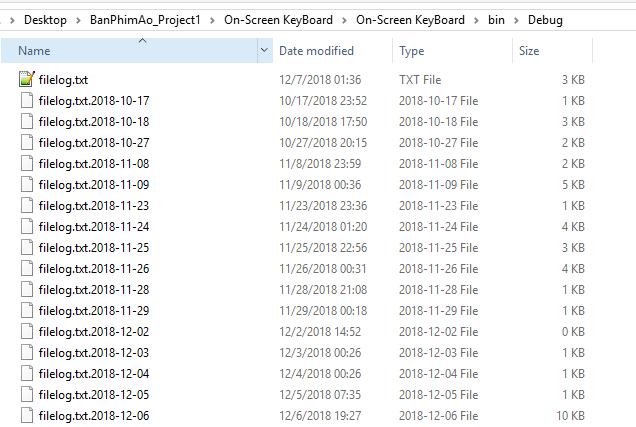 Desktop > BanPhimAo_Project1 > On-Screen KeyBoard > On-Screen KeyBoard > bin > Debug
Name Date modified Type Size
filelog.txt 12/7/2018 01:36 TXT File 3 KB
filelog.txt.2018-10-17 10/17/2018 23:52 2018-10-17 File 1 KB
filelog.txt.2018-10-18 10/18/2018 17:50 2018-10-18 File 3 KB
filelog.txt.2018-10-27 10/27/2018 20:15 2018-10-27 File 2 KB
filelog.txt.2018-11-08 11/8/2018 23:59 2018-11-08 File 2 KB
filelog.txt.2018-11-09 11/9/2018 00:36 2018-11-09 File 5 KB
filelog.txt.2018-11-23 11/23/2018 23:36 2018-11-23 File 1 KB
filelog.txt.2018-11-24 11/24/2018 01:20 2018-11-24 File 4 KB
filelog.txt.2018-11-25 11/25/2018 22:56 2018-11-25 File 3 KB
filelog.txt.2018-11-26 11/26/2018 00:31 2018-11-26 File 4 KB
filelog.txt.2018-11-28 11/28/2018 21:08 2018-11-28 File 1 KB
filelog.txt.2018-11-29 11/29/2018 00:18 2018-11-29 File 1 KB
filelog.txt.2018-12-02 12/2/2018 14:52 2018-12-02 File 0 KB
filelog.txt.2018-12-03 12/3/2018 00:26 2018-12-03 File 1 KB
filelog.txt.2018-12-04 12/4/2018 00:26 2018-12-04 File 1 KB
filelog.txt.2018-12-05 12/5/2018 07:35 2018-12-05 File 1 KB
filelog.txt.2018-12-06 12/6/2018 19:27 2018-12-06 File 10 KB